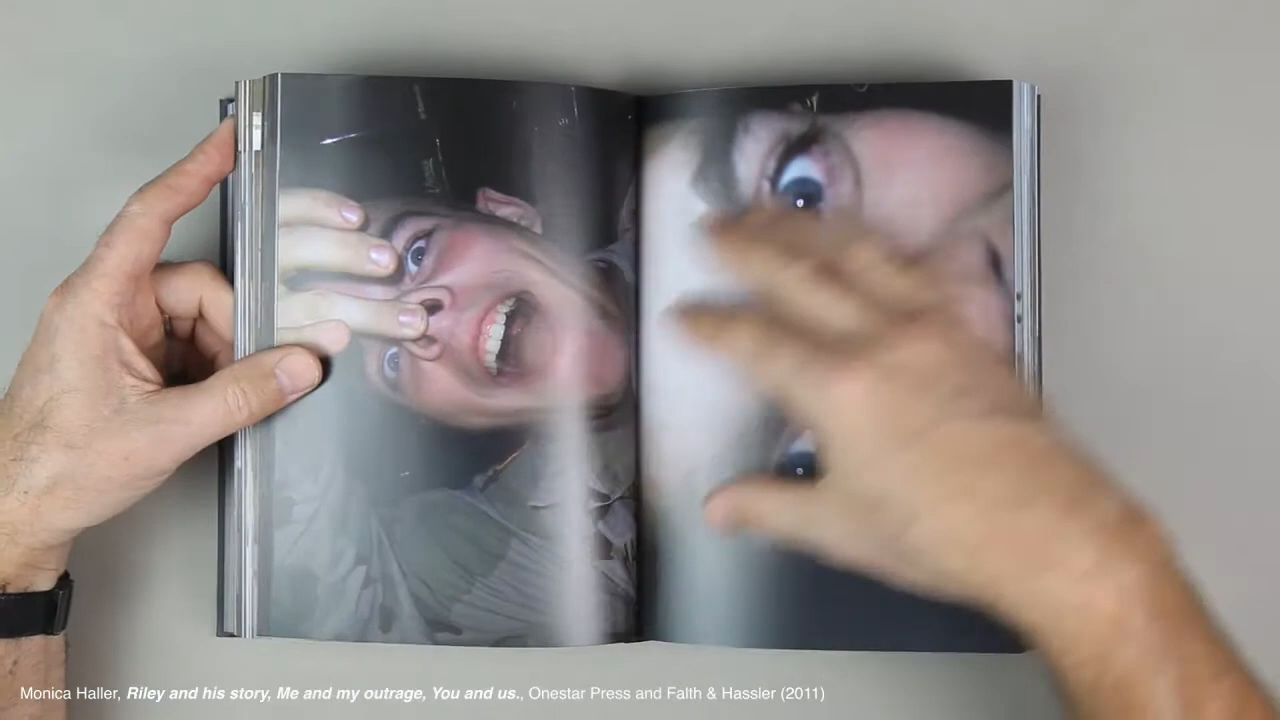 Monica Haller, Riley and his story, Me and my outrage, You and us., Onestar Press and Falth & Hassler (2011)